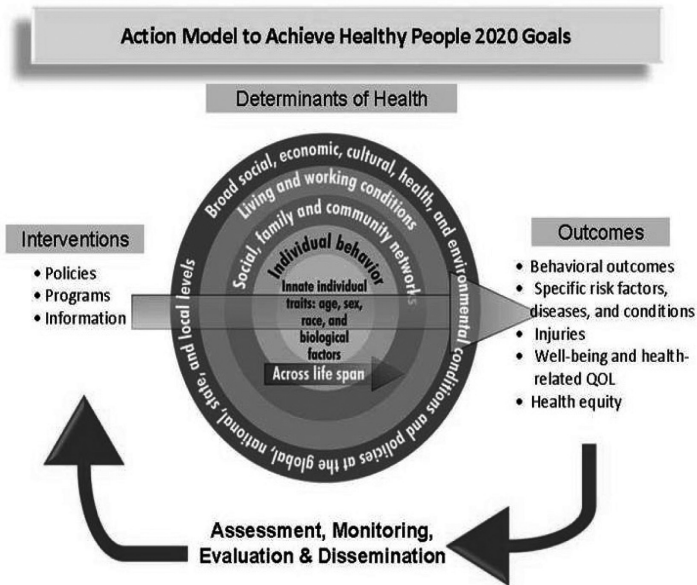 Action Model to Achieve Healthy People 2020 Goals
Determinants of Health
Broad social, economic, cultural, health, and environmental conditions and policies at the global, national, state, and local levels
Living and working conditions
Social, family and community networks
Individual behavior
Innate individual
traits: age, sex,
race, and
biological
factors
Across life span
Interventions
• Policies
• Programs
• Information
Outcomes
• Behavioral outcomes
• Specific risk factors,
diseases, and conditions
• Injuries
• Well-being and health-
related QOL
• Health equity
Assessment, Monitoring,
Evaluation & Dissemination